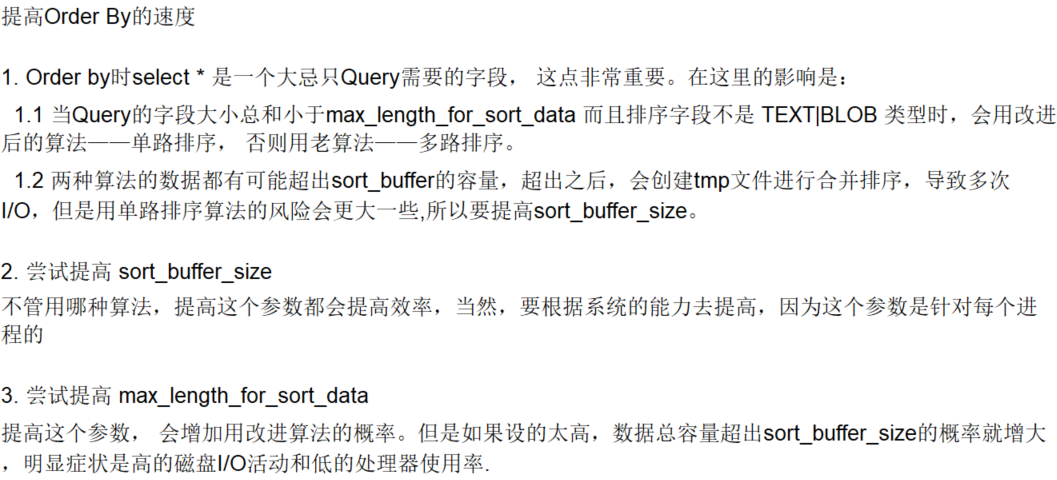 提高Order By的速度
1. Order by时select * 是一个大忌只Query需要的字段， 这点非常重要。在这里的影响是：
1.1 当Query的字段大小总和小于max_length_for_sort_data 而且排序字段不是 TEXT|BLOB 类型时，会用改进
后的算法——单路排序， 否则用老算法——多路排序。
1.2 两种算法的数据都有可能超出sort_buffer的容量，超出之后，会创建tmp文件进行合并排序，导致多次
I/O，但是用单路排序算法的风险会更大一些,所以要提高sort_buffer_size。
2. 尝试提高 sort_buffer_size
不管用哪种算法，提高这个参数都会提高效率，当然，要根据系统的能力去提高，因为这个参数是针对每个进
程的
3. 尝试提高 max_length_for_sort_data
提高这个参数， 会增加用改进算法的概率。但是如果设的太高，数据总容量超出sort_buffer_size的概率就增大
，明显症状是高的磁盘I/O活动和低的处理器使用率.